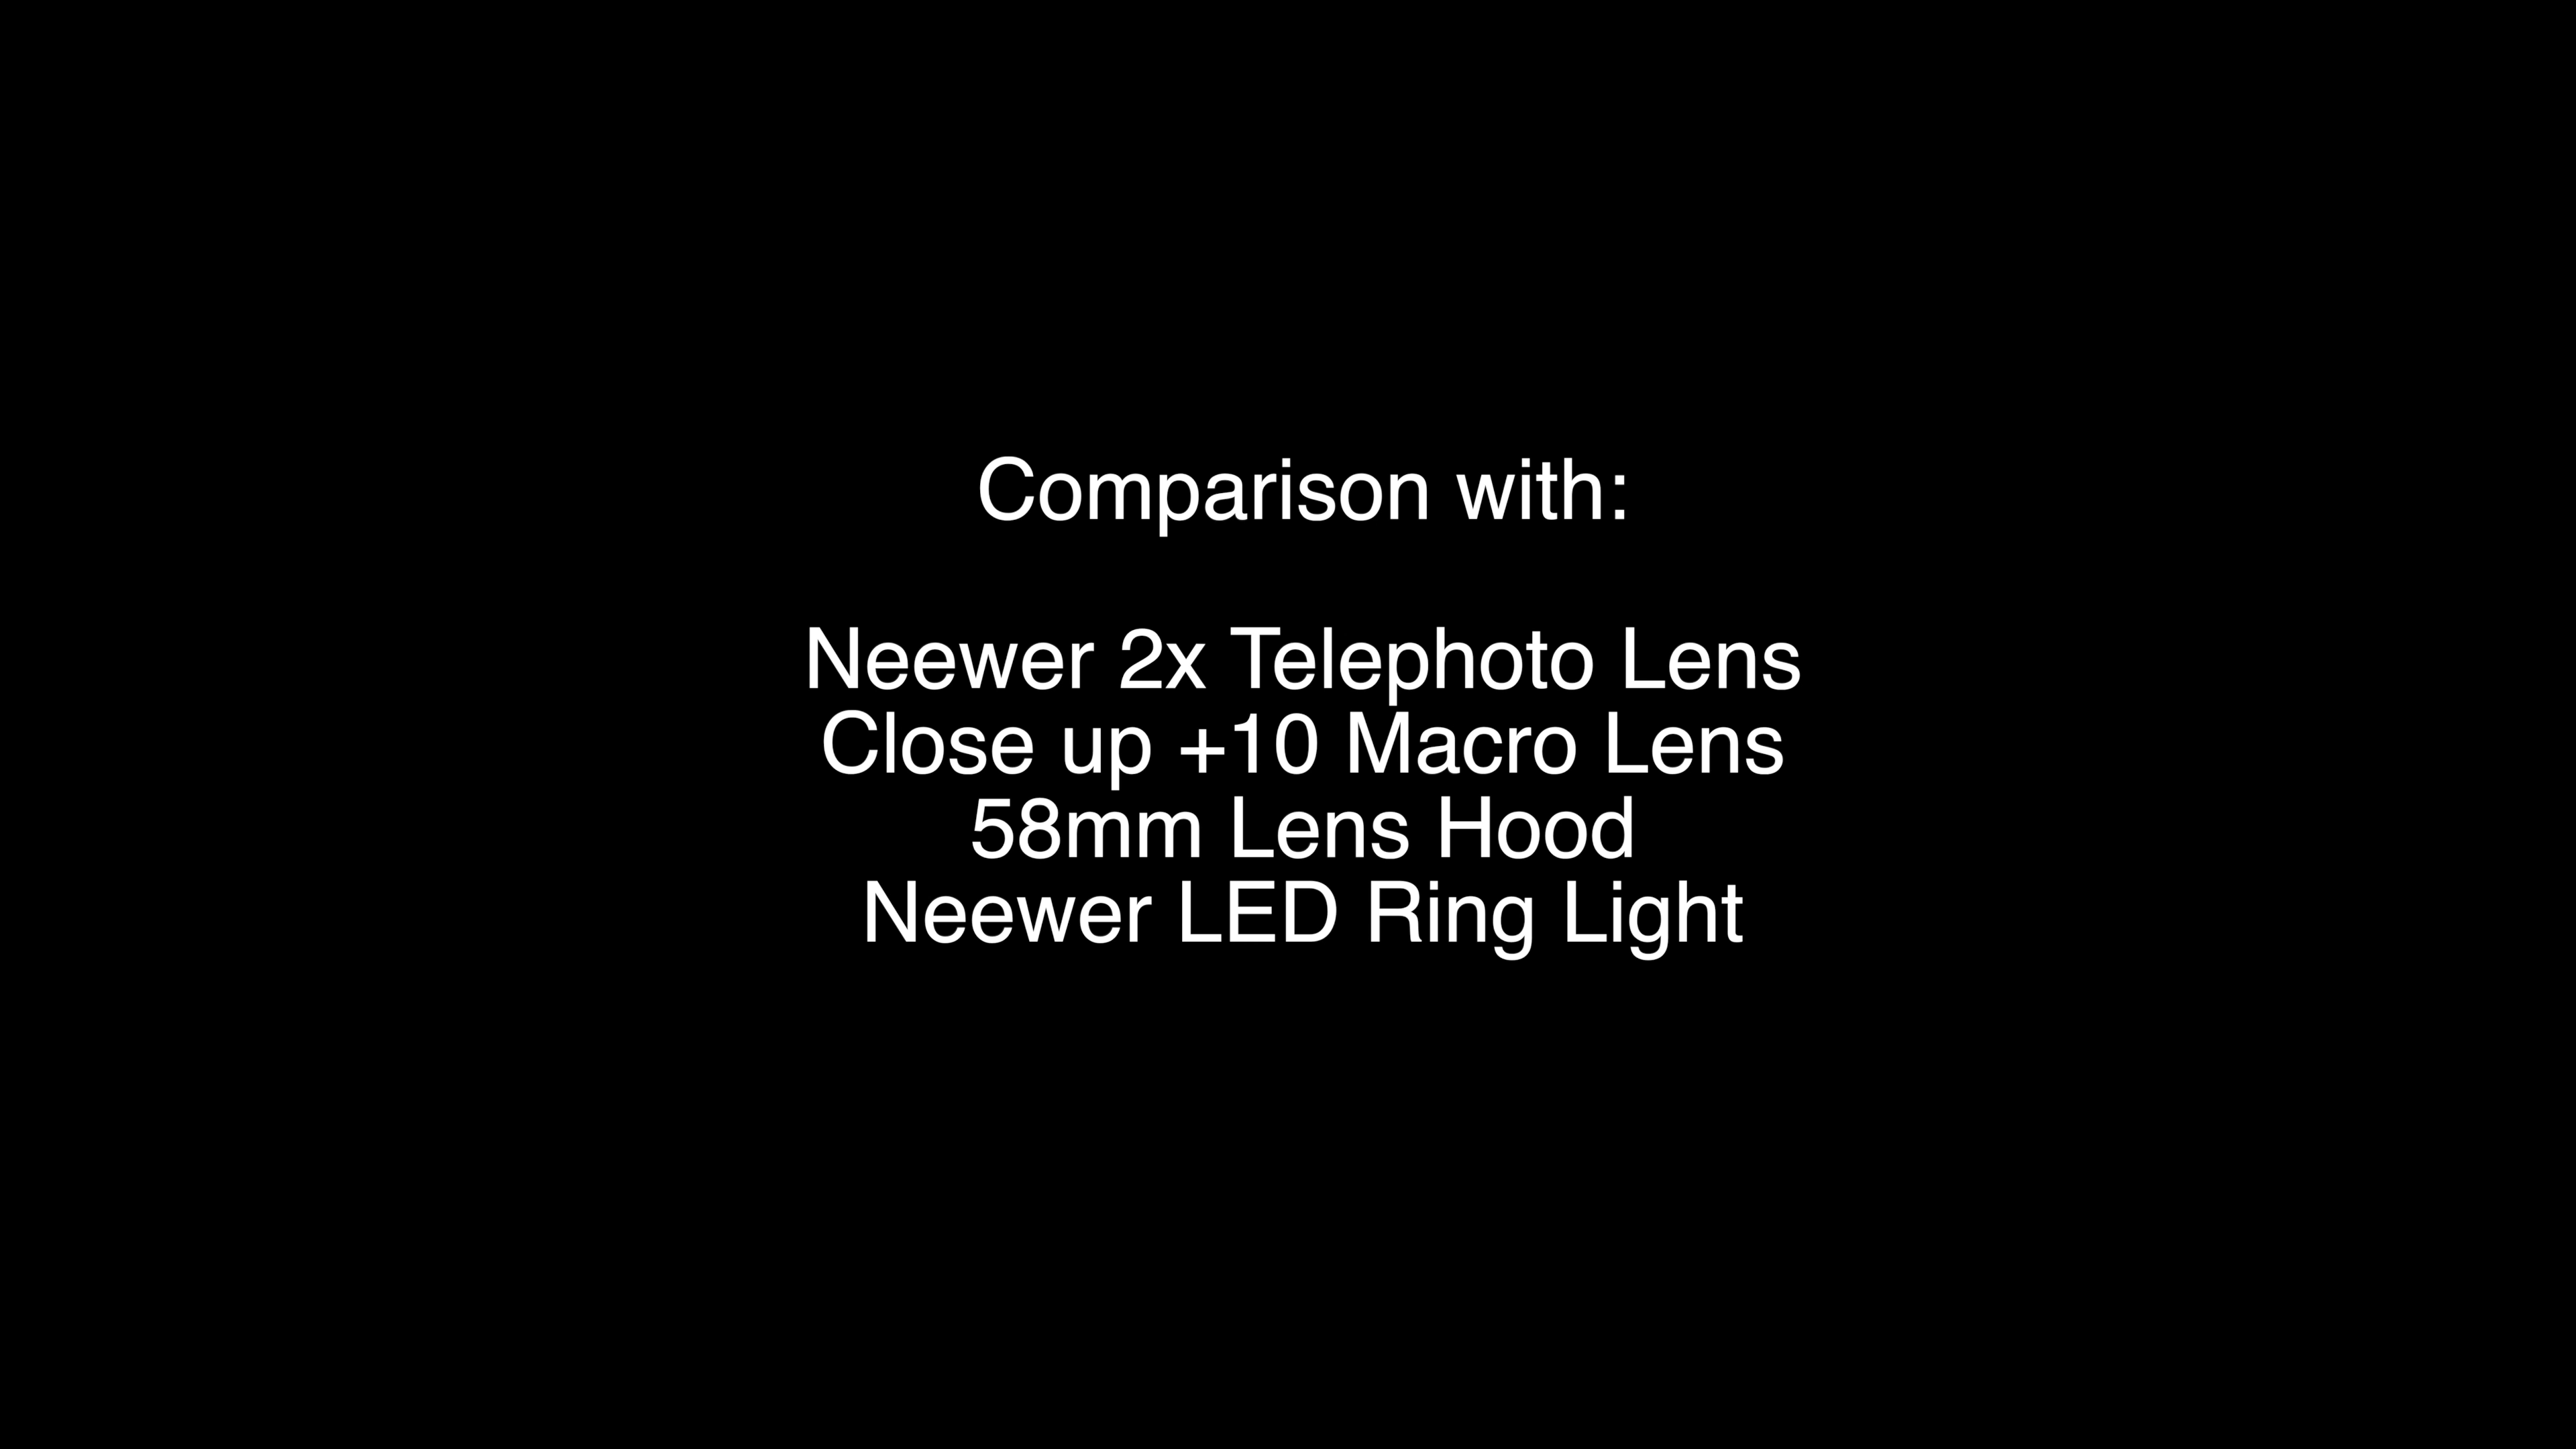 Comparison with:
Neewer 2x Telephoto Lens
Close up +10 Macro Lens
58mm Lens Hood
Neewer LED Ring Light